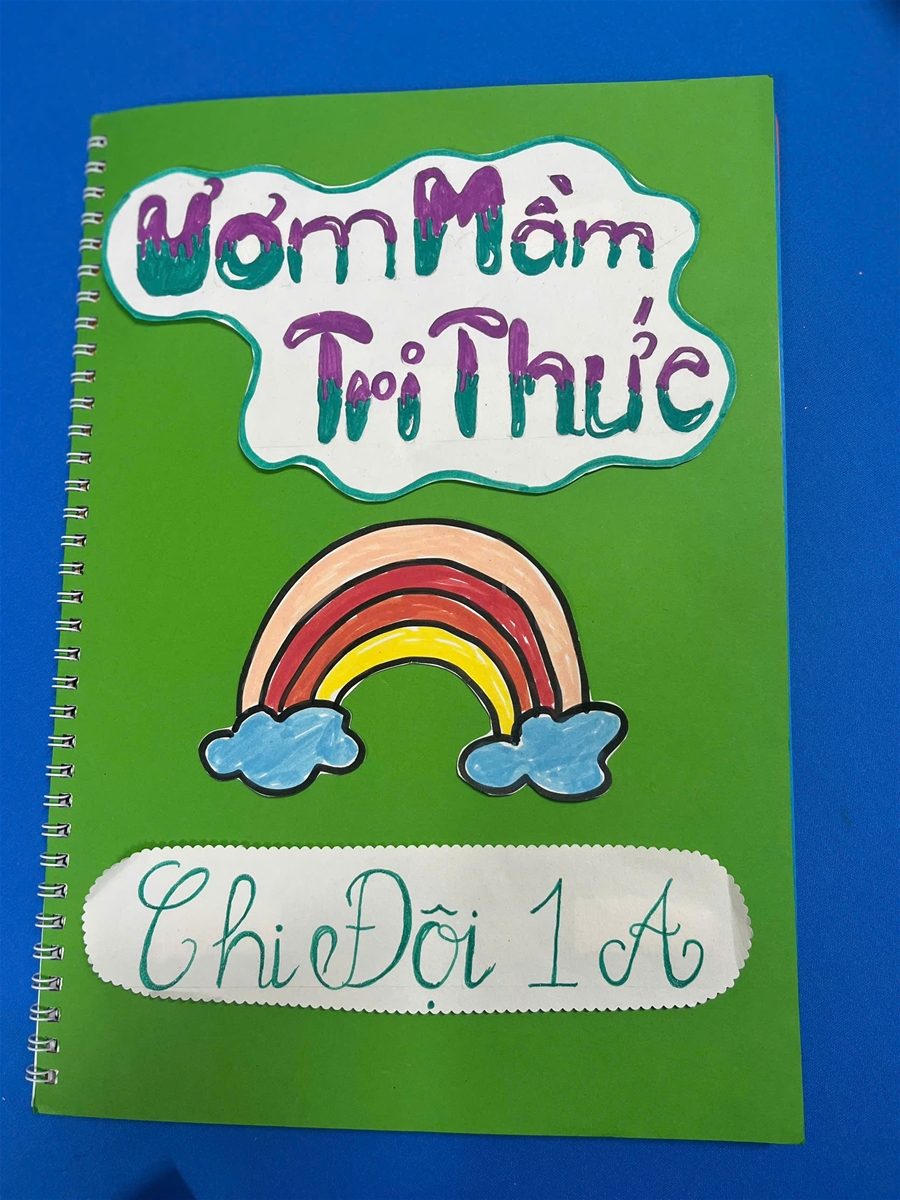 Ươm Mầm
Tri Thức
Chi Đội 1A